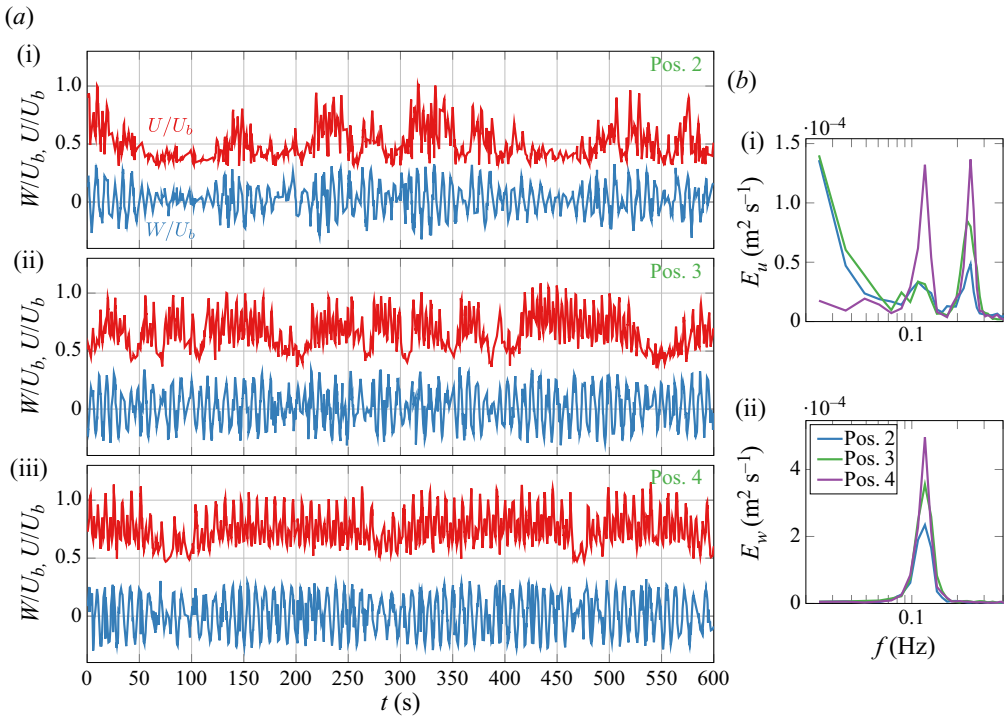 (a)
(i)
Pos. 2
1.0
0.5
0
W/U_b, U/U_b
U/U_b
W/U_b
(ii)
Pos. 3
1.0
0.5
0
W/U_b, U/U_b
(iii)
Pos. 4
1.0
0.5
0
W/U_b, U/U_b
0 50 100 150 200 250 300 350 400 450 500 550 600
t (s)
(b)
(i)
·10⁻⁴
1.5
1.0
0.5
0
E_u (m² s⁻¹)
0.1
(ii)
·10⁻⁴
4
2
0
E_w (m² s⁻¹)
Pos. 2
Pos. 3
Pos. 4
0.1
f (Hz)